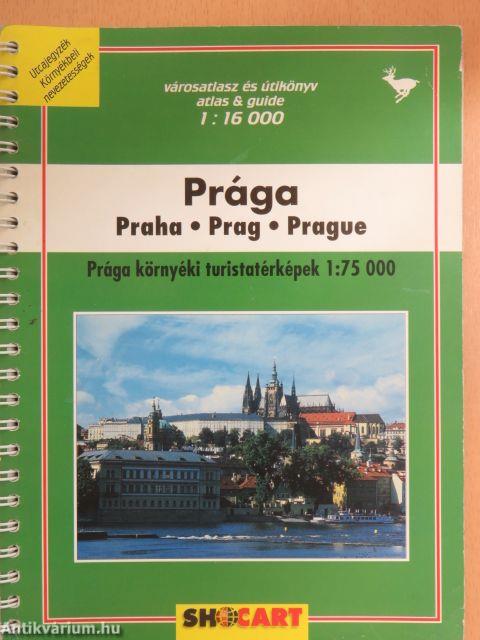 Utcajegyzék
Környékbeli
nevezetességek
városatlasz és útikönyv
atlas & guide
1 : 16 000
Prága
Praha • Prag • Prague
Prága környéki turistatérképek 1:75 000
SHOCART
Antikvárium.hu